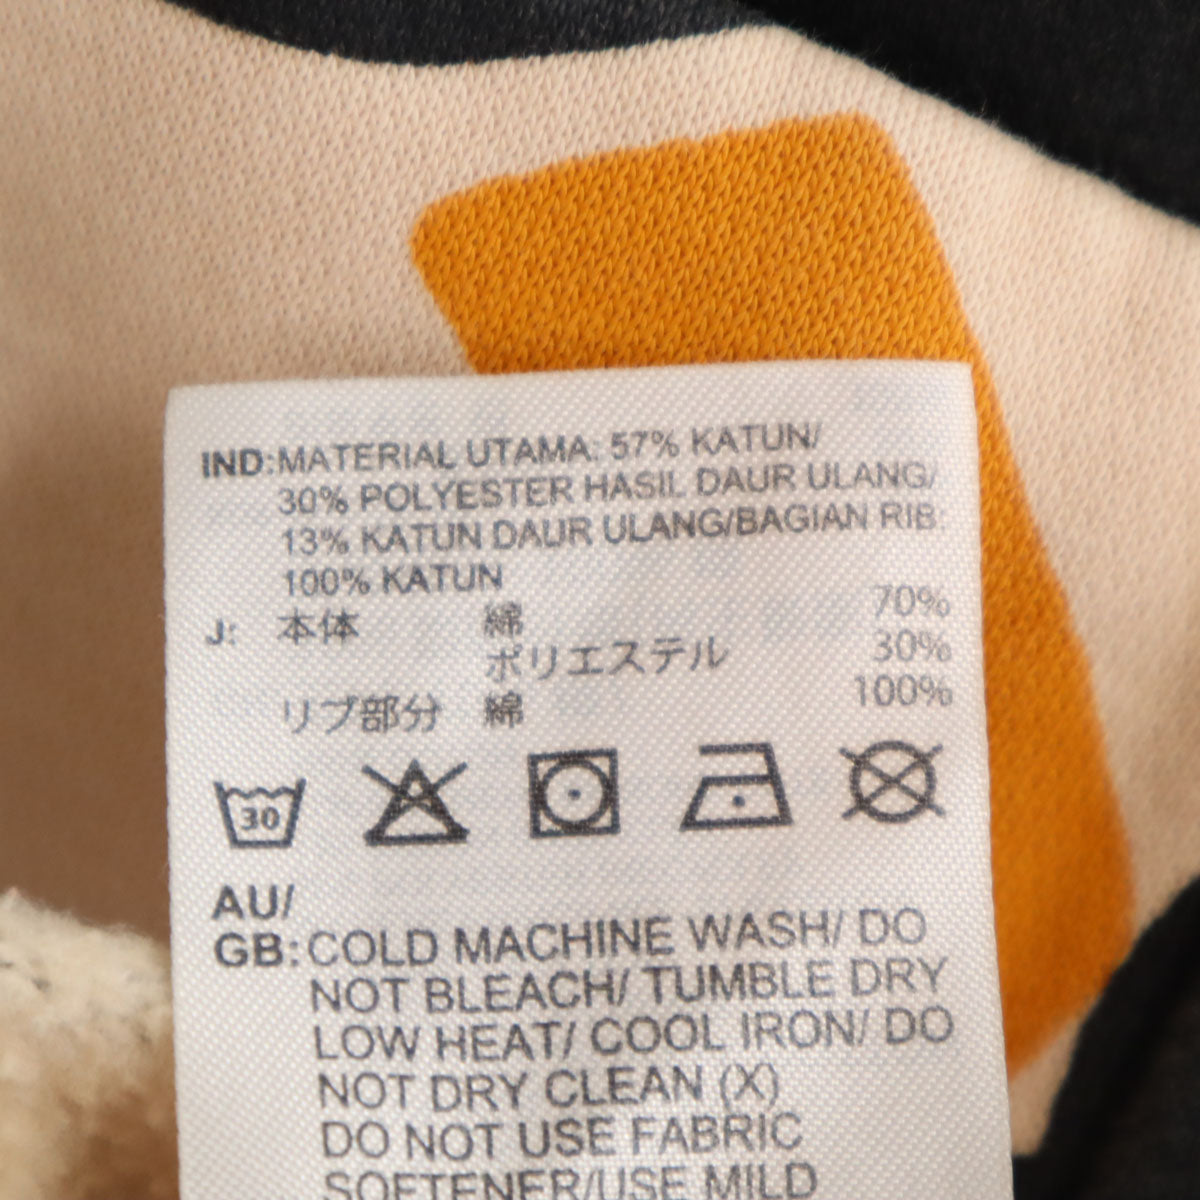 IND:MATERIAL UTAMA: 57% KATUN/
30% POLYESTER HASIL DAUR ULANG/
13% KATUN DAUR ULANG/BAGIAN RIB:
100% KATUN
J: 本体 綿 70%
ポリエステル 30%
リブ部分 綿 100%
30
AU/
GB: COLD MACHINE WASH/ DO
NOT BLEACH/ TUMBLE DRY
LOW HEAT/ COOL IRON/ DO
NOT DRY CLEAN (X)
DO NOT USE FABRIC
SOFTENER/USE MILD